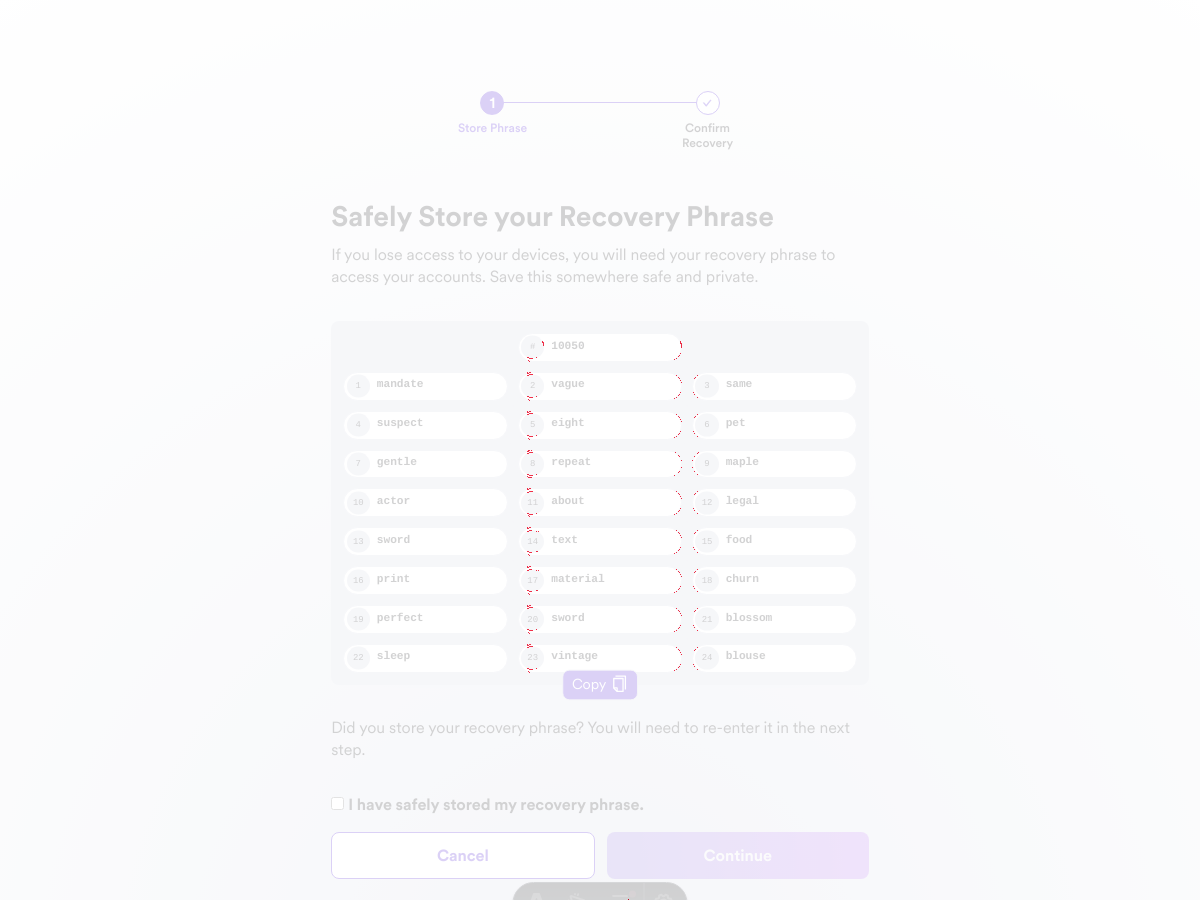 1
Store Phrase
Confirm
Recovery
Safely Store your Recovery Phrase
If you lose access to your devices, you will need your recovery phrase to
access your accounts. Save this somewhere safe and private.
# 10050
1 mandate 2 vague 3 same
4 suspect 5 eight 6 pet
7 gentle 8 repeat 9 maple
10 actor 11 about 12 legal
13 sword 14 text 15 food
16 print 17 material 18 churn
19 perfect 20 sword 21 blossom
22 sleep 23 vintage 24 blouse
Copy
Did you store your recovery phrase? You will need to re-enter it in the next
step.
I have safely stored my recovery phrase.
Cancel Continue